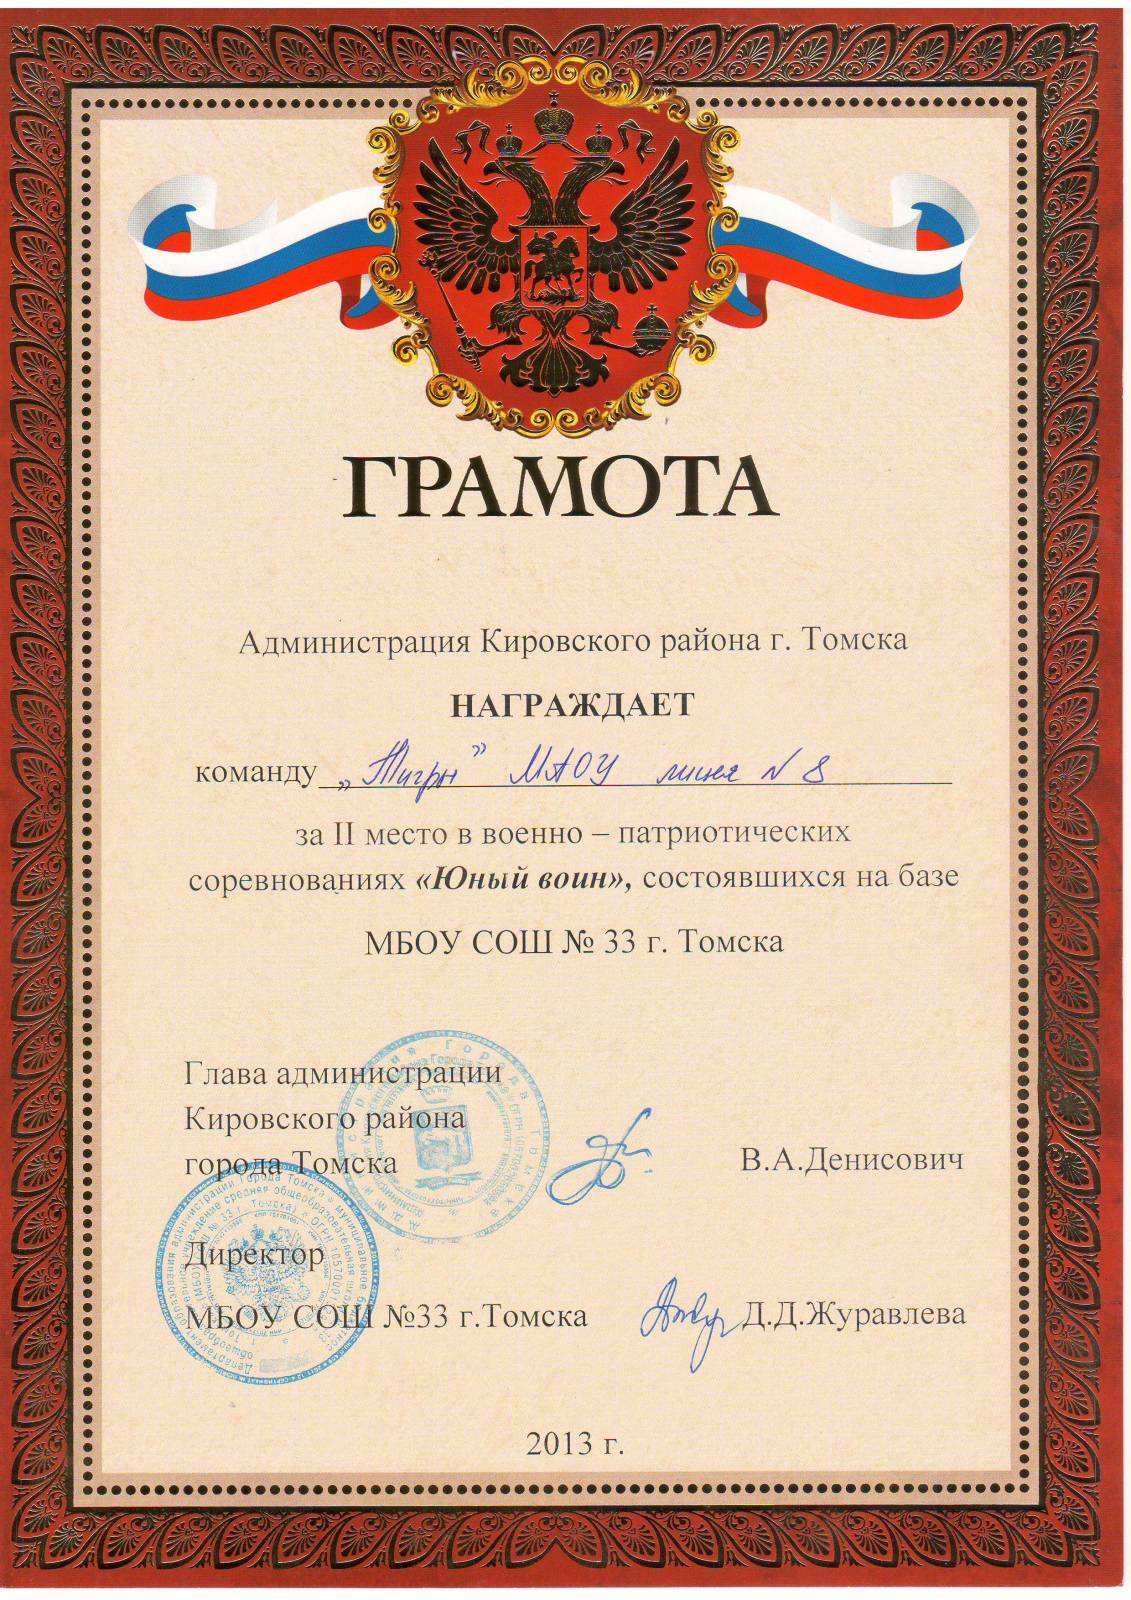 ГРАМОТА
Администрация Кировского района г. Томска
НАГРАЖДАЕТ
команду „Тигры” МАОУ лицея № 8
за II место в военно – патриотических
соревнованиях «Юный воин», состоявшихся на базе
МБОУ СОШ № 33 г. Томска
Глава администрации
Кировского района
города Томска В.А.Денисович
Директор
МБОУ СОШ №33 г.Томска Д.Д.Журавлева
2013 г.